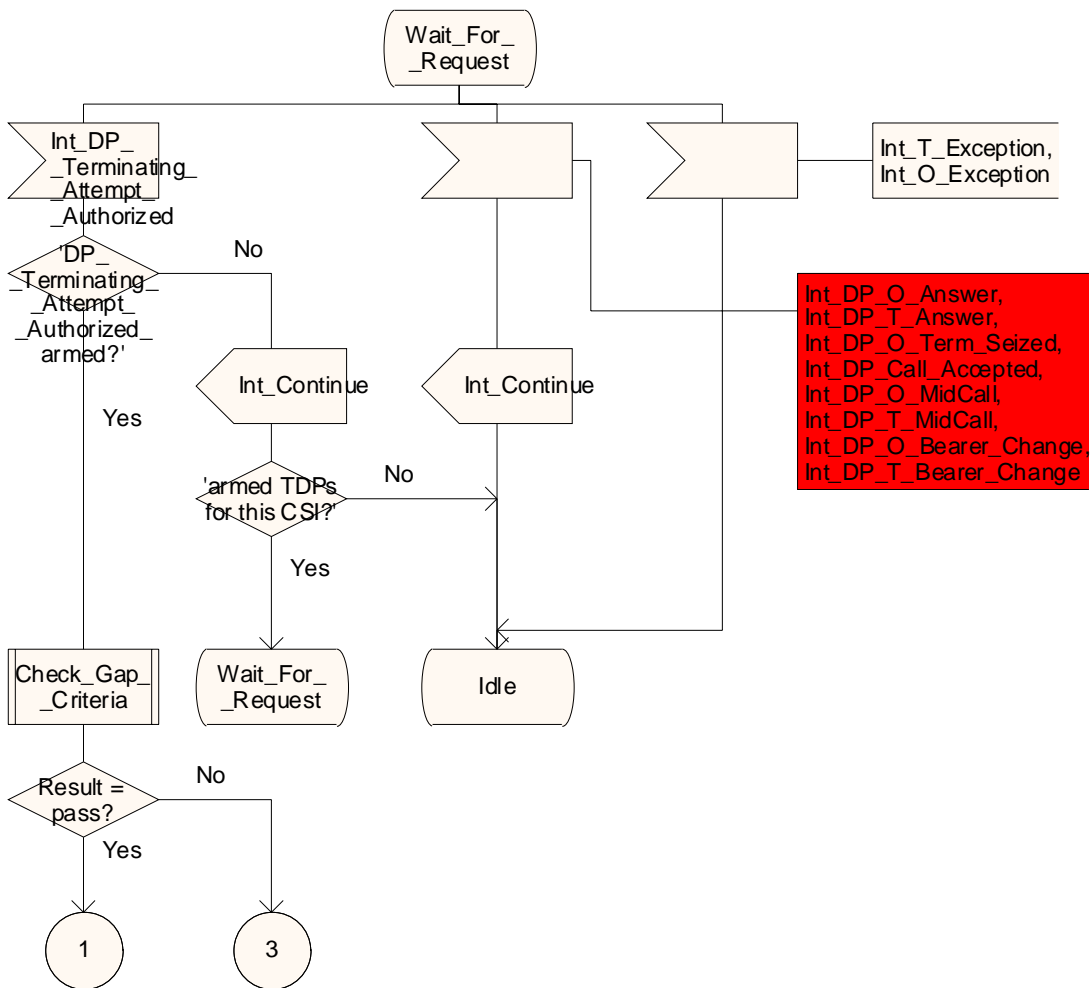 Wait_For_
_Request
Int_DP_
_Terminating_
_Attempt_
_Authorized
Int_T_Exception,
Int_O_Exception
'DP_
_Terminating_
_Attempt_
_Authorized_
armed?'
No
Yes
Int_DP_O_Answer,
Int_DP_T_Answer,
Int_DP_O_Term_Seized,
Int_DP_Call_Accepted,
Int_DP_O_MidCall,
Int_DP_T_MidCall,
Int_DP_O_Bearer_Change,
Int_DP_T_Bearer_Change
Int_Continue
Int_Continue
'armed TDPs
for this CSI?'
No
Yes
Check_Gap_
_Criteria
Wait_For_
_Request
Idle
Result =
pass?
No
Yes
1
3